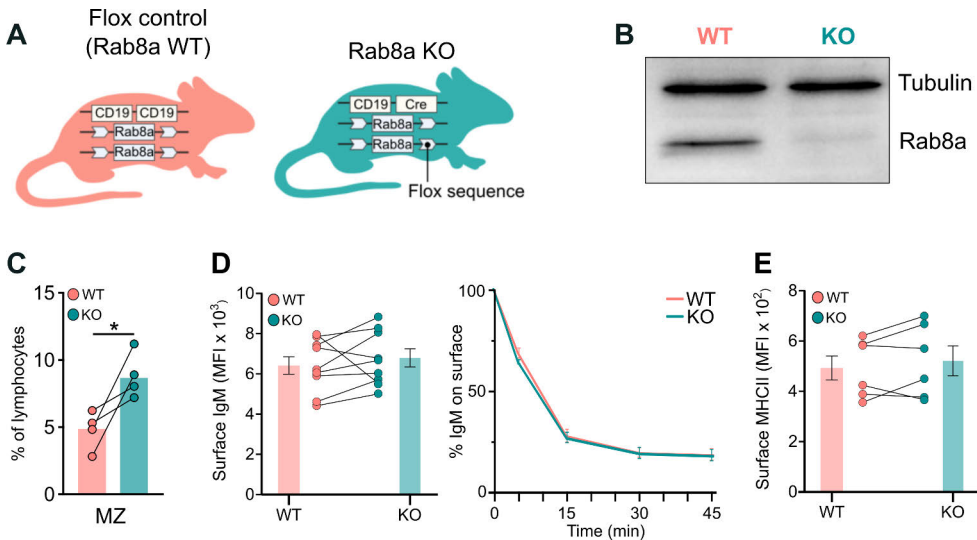 A
Flox control
(Rab8a WT)
CD19 CD19
Rab8a
Rab8a
Rab8a KO
CD19 Cre
Rab8a
Rab8a
Flox sequence
B
WT KO
Tubulin
Rab8a
C
% of lymphocytes
15
10
5
0
WT
KO
*
MZ
D
Surface IgM (MFI x 10³)
10
8
6
4
2
0
WT
KO
WT KO
% IgM on surface
100
50
0 15 30 45
Time (min)
WT
KO
E
Surface MHCII (MFI x 10²)
8
6
4
2
0
WT
KO
WT KO